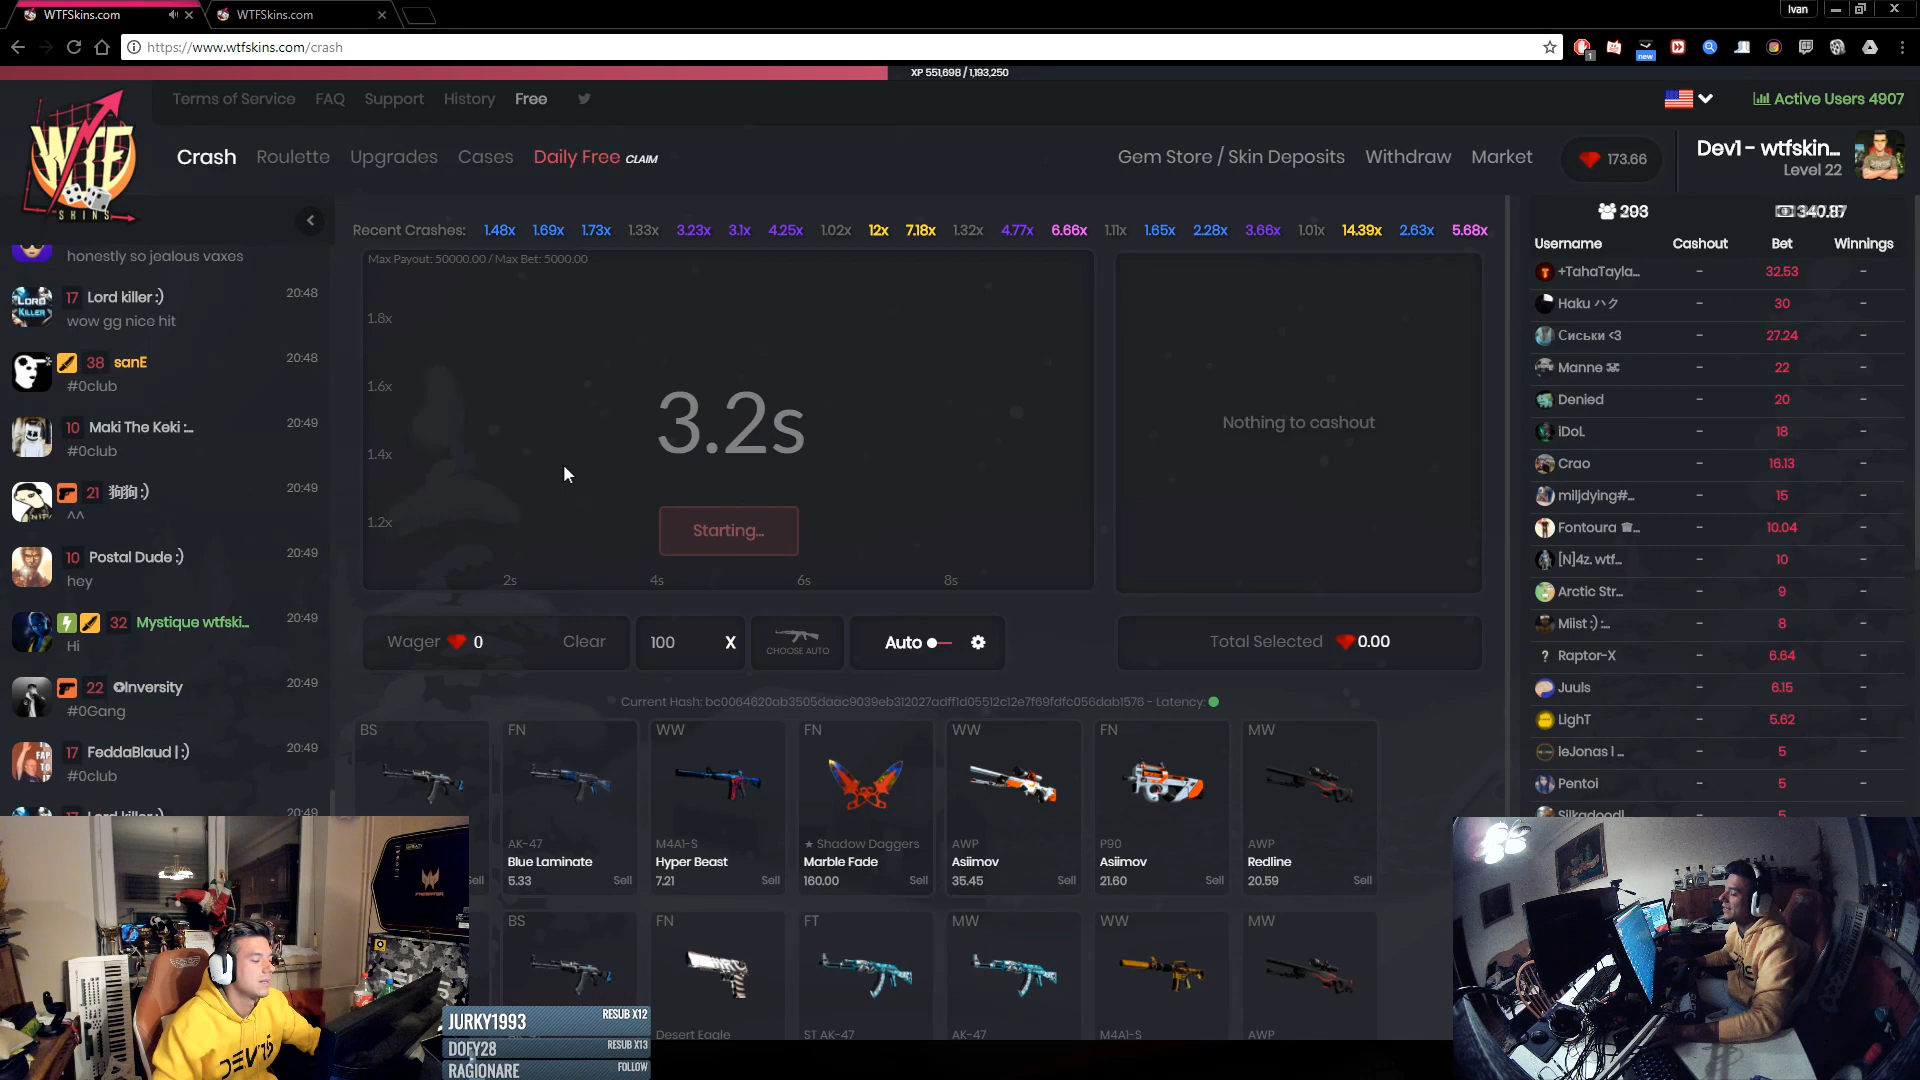 WTFSkins.com
WTFSkins.com
Ivan
https://www.wtfskins.com/crash
1
new
XP 551,698 / 1,193,250
Terms of Service
FAQ
Support
History
Free
Active Users 4907
WTF
SKINS
Crash
Roulette
Upgrades
Cases
Daily Free CLAIM
Gem Store / Skin Deposits
Withdraw
Market
173.66
Dev1 - wtfskin...
Level 22
honestly so jealous vaxes
17 Lord killer :) 20:48
wow gg nice hit
38 sanE 20:48
#0club
10 Maki The Keki :... 20:49
#0club
21 狗狗 :) 20:49
^^
10 Postal Dude :) 20:49
hey
32 Mystique wtfski... 20:49
Hi
22 ✪Inversity 20:49
#0Gang
17 FeddaBlaud | :) 20:49
#0club
17 Lord killer :) 20:49
Recent Crashes: 1.48x 1.69x 1.73x 1.33x 3.23x 3.1x 4.25x 1.02x 12x 7.18x 1.32x 4.77x 6.66x 1.11x 1.65x 2.28x 3.66x 1.01x 14.39x 2.63x 5.68x
Max Payout: 50000.00 / Max Bet: 5000.00
1.8x
1.6x
1.4x
1.2x
3.2s
Starting...
2s 4s 6s 8s
Nothing to cashout
Wager 0 Clear
100 X
CHOOSE AUTO
Auto
Total Selected 0.00
Current Hash: bc0064620ab3505daac9039eb312027adff1d05512c12e7f69fdfc056dab1576 - Latency:
BS
Sell
FN
AK-47
Blue Laminate
5.33 Sell
WW
M4A1-S
Hyper Beast
7.21 Sell
FN
★ Shadow Daggers
Marble Fade
160.00 Sell
WW
AWP
Asiimov
35.45 Sell
FN
P90
Asiimov
21.60 Sell
MW
AWP
Redline
20.59 Sell
BS
FN
Desert Eagle
FT
ST AK-47
MW
AK-47
WW
M4A1-S
MW
AWP
293
Username Cashout Bet Winnings
+TahaTayla... - 32.53 -
Haku ハク - 30 -
Сиськи <3 - 27.24 -
Manne ☠ - 22 -
Denied - 20 -
iDoL - 18 -
Crao - 16.13 -
miljdying#... - 15 -
Fontoura ♛... - 10.04 -
[N]4z. wtf... - 10 -
Arctic Str... - 9 -
Miist :) :... - 8 -
Raptor-X - 6.64 -
Juuls - 6.15 -
LighT - 5.62 -
leJonas | ... - 5 -
Pentoi - 5 -
PREDATOR
JURKY1993 RESUB X12
DOFY28 RESUB X13
RAGIONARE FOLLOW